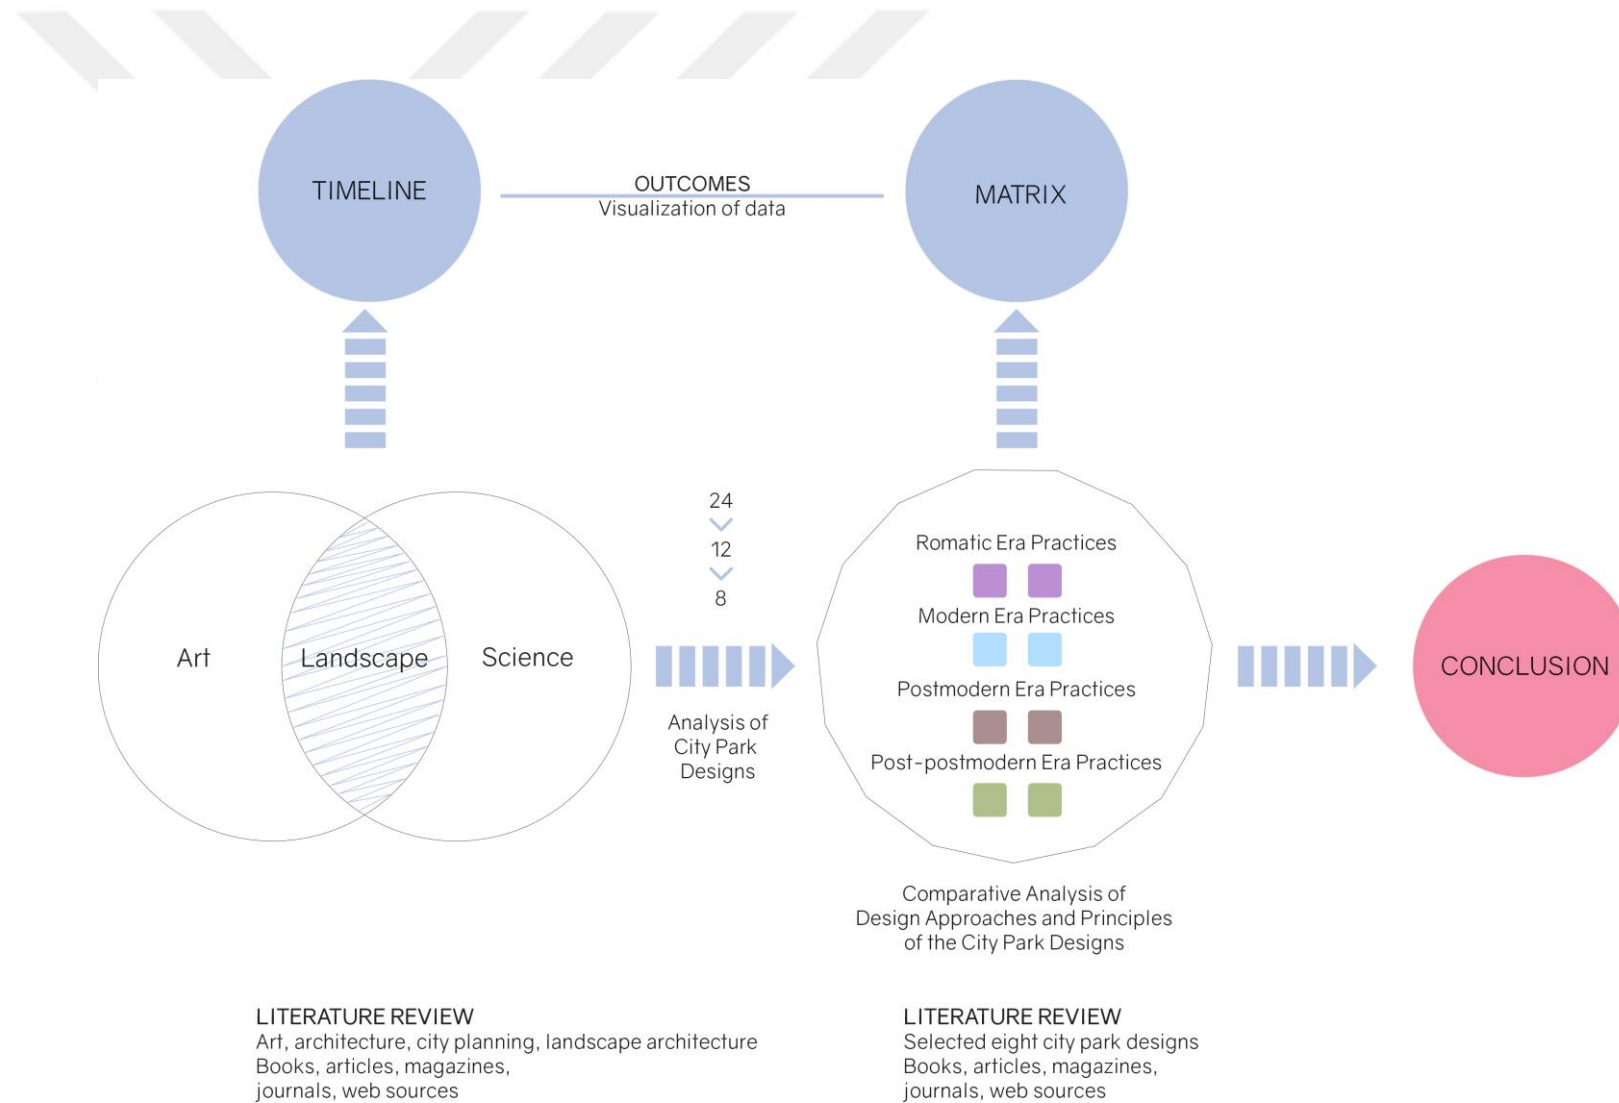 TIMELINE
OUTCOMES
Visualization of data
MATRIX
24
12
8
Art
Landscape
Science
Analysis of
City Park
Designs
Romatic Era Practices
Modern Era Practices
Postmodern Era Practices
Post-postmodern Era Practices
CONCLUSION
Comparative Analysis of
Design Approaches and Principles
of the City Park Designs
LITERATURE REVIEW
Art, architecture, city planning, landscape architecture
Books, articles, magazines,
journals, web sources
LITERATURE REVIEW
Selected eight city park designs
Books, articles, magazines,
journals, web sources